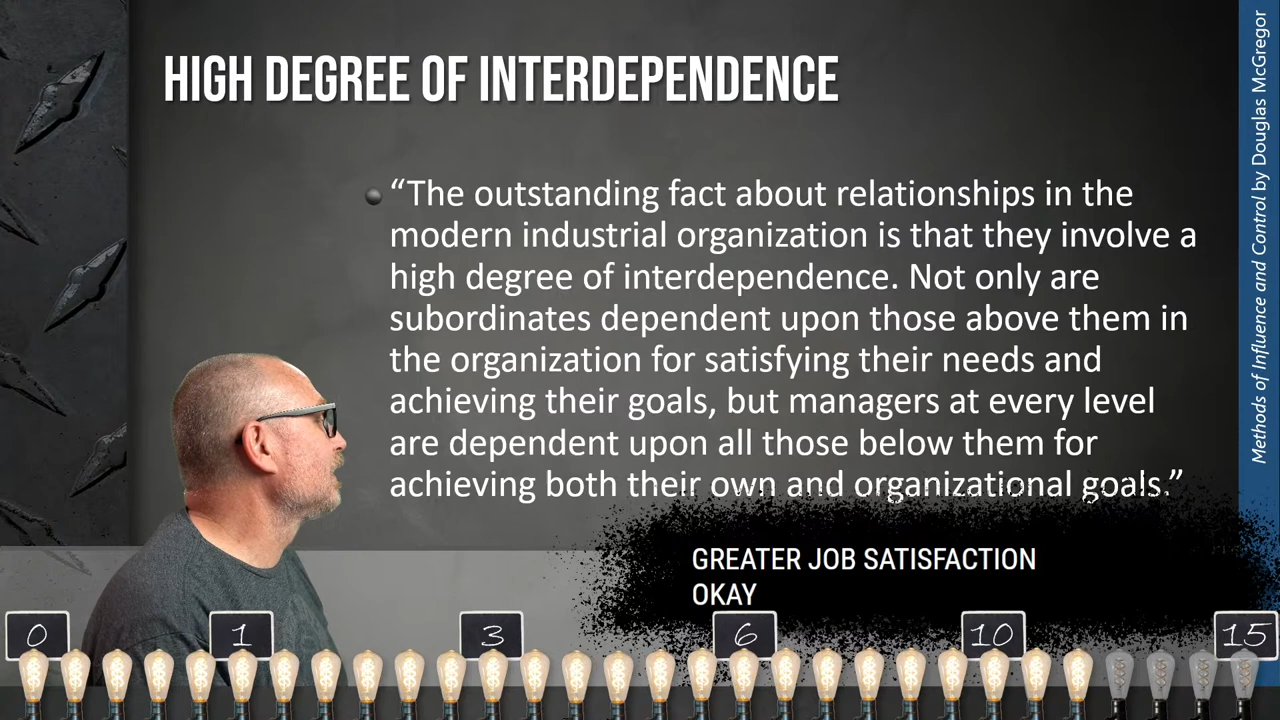 HIGH DEGREE OF INTERDEPENDENCE
“The outstanding fact about relationships in the
modern industrial organization is that they involve a
high degree of interdependence. Not only are
subordinates dependent upon those above them in
the organization for satisfying their needs and
achieving their goals, but managers at every level
are dependent upon all those below them for
achieving both their own and organizational goals.”
Methods of Influence and Control by Douglas McGregor
GREATER JOB SATISFACTION
OKAY
0 1 3 6 10 15